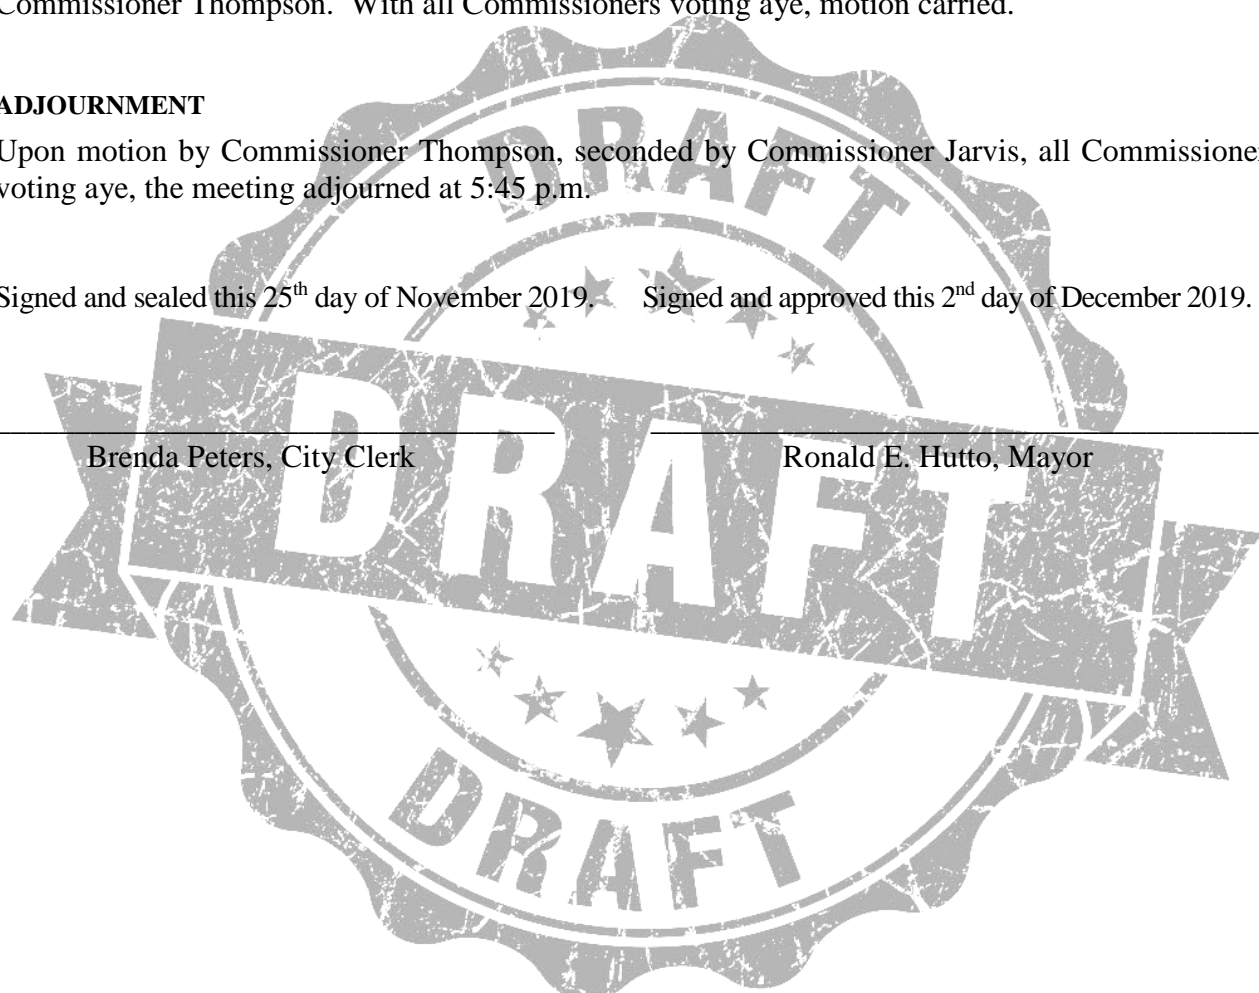 Commissioner Thompson. With all Commissioners voting aye, motion carried.
ADJOURNMENT
Upon motion by Commissioner Thompson, seconded by Commissioner Jarvis, all Commissioner
voting aye, the meeting adjourned at 5:45 p.m.
Signed and sealed this 25th day of November 2019. Signed and approved this 2nd day of December 2019.
Brenda Peters, City Clerk Ronald E. Hutto, Mayor
DRAFT
DRAFT
DRAFT